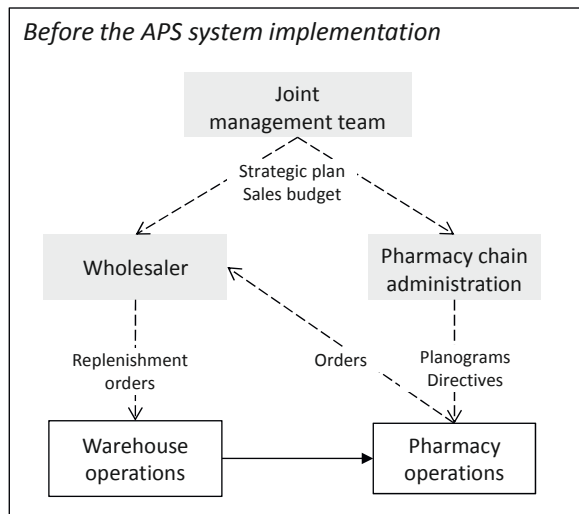 Before the APS system implementation
Joint
management team
Strategic plan
Sales budget
Wholesaler
Pharmacy chain
administration
Replenishment
orders
Orders
Planograms
Directives
Warehouse
operations
Pharmacy
operations